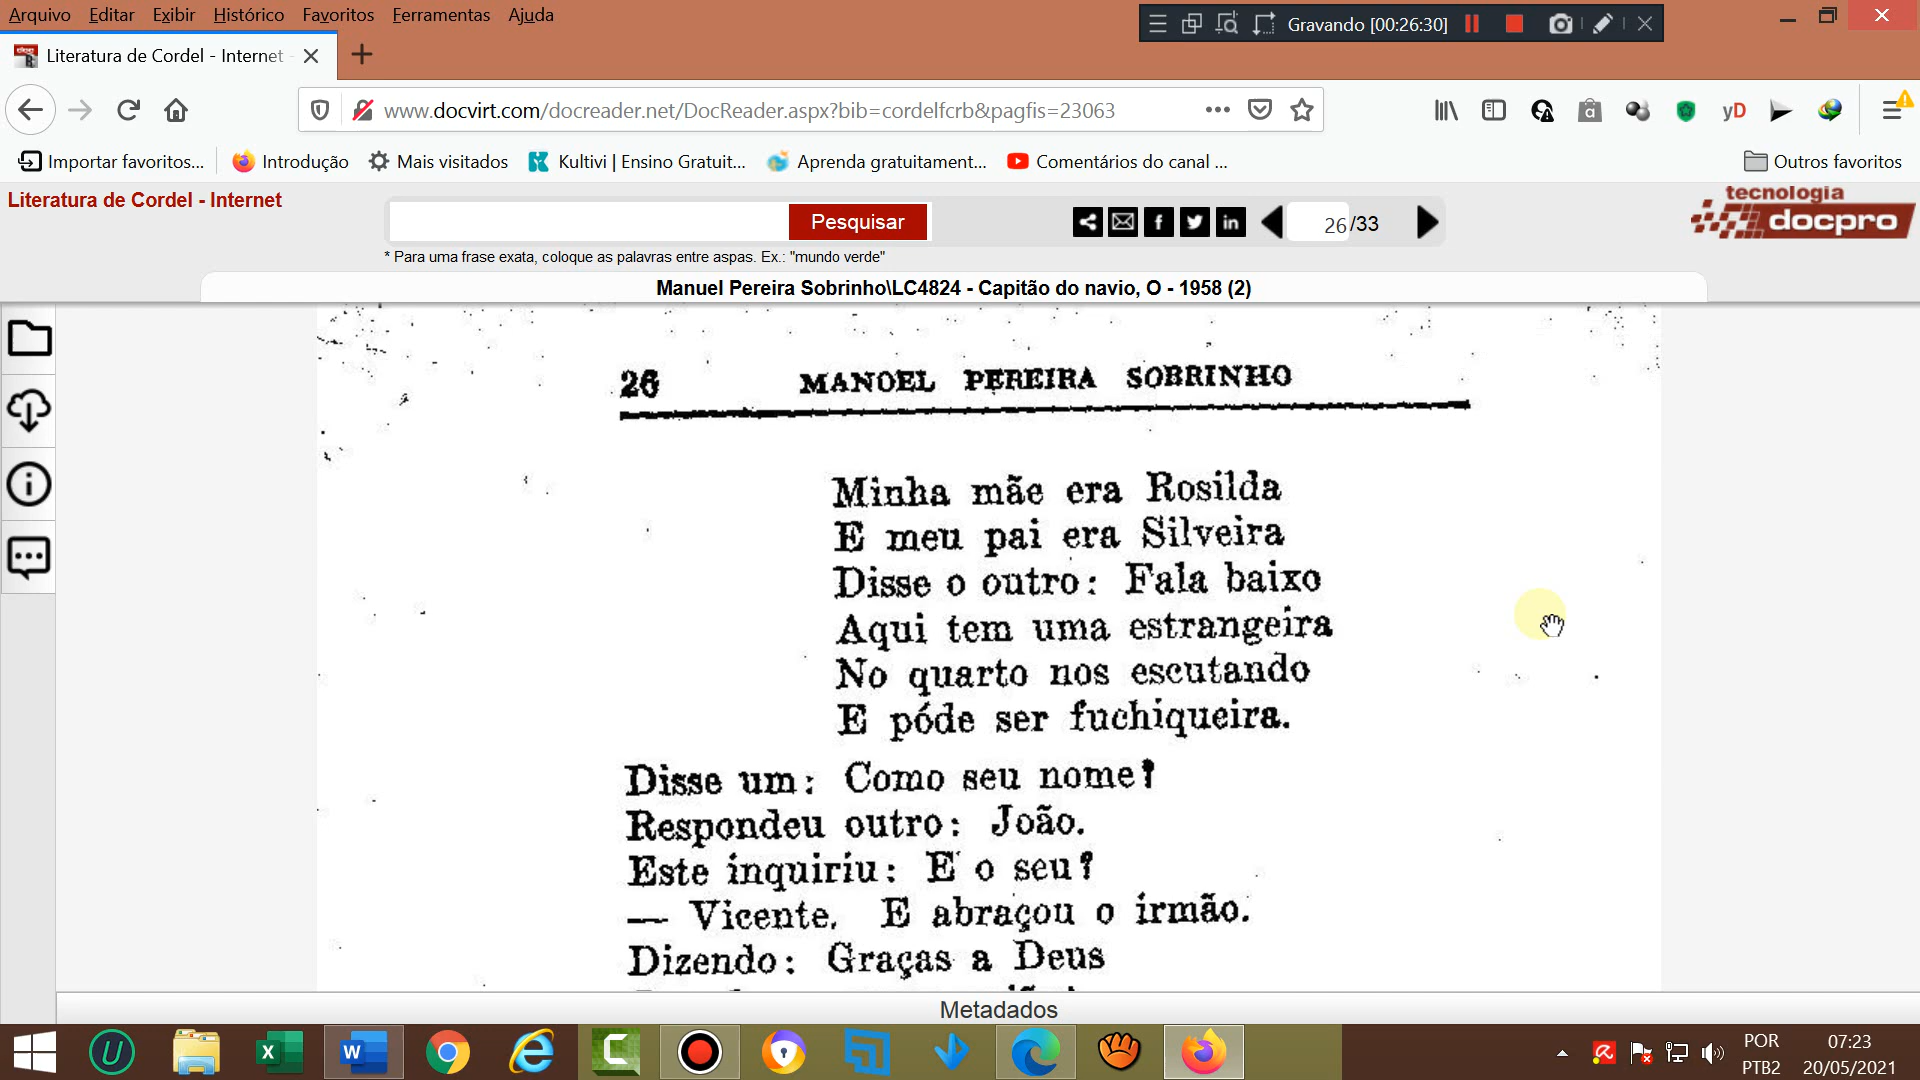 Arquivo Editar Exibir Histórico Favoritos Ferramentas Ajuda
Gravando [00:26:30]
Literatura de Cordel - Internet -
www.docvirt.com/docreader.net/DocReader.aspx?bib=cordelfcrb&pagfis=23063
yD
Importar favoritos... Introdução Mais visitados Kultivi | Ensino Gratuit... Aprenda gratuitament... Comentários do canal ... Outros favoritos
Literatura de Cordel - Internet
Pesquisar
26 /33
tecnologia
docpro
* Para uma frase exata, coloque as palavras entre aspas. Ex.: "mundo verde"
Manuel Pereira Sobrinho\LC4824 - Capitão do navio, O - 1958 (2)
26 MANOEL PEREIRA SOBRINHO
Minha mãe era Rosilda
E meu pai era Silveira
Disse o outro: Fala baixo
Aqui tem uma estrangeira
No quarto nos escutando
E póde ser fuchiqueira.
Disse um: Como seu nome?
Respondeu outro: João.
Este inquiriu: E o seu?
— Vicente. E abraçou o irmão.
Dizendo: Graças a Deus
Metadados
POR
PTB2
07:23
20/05/2021